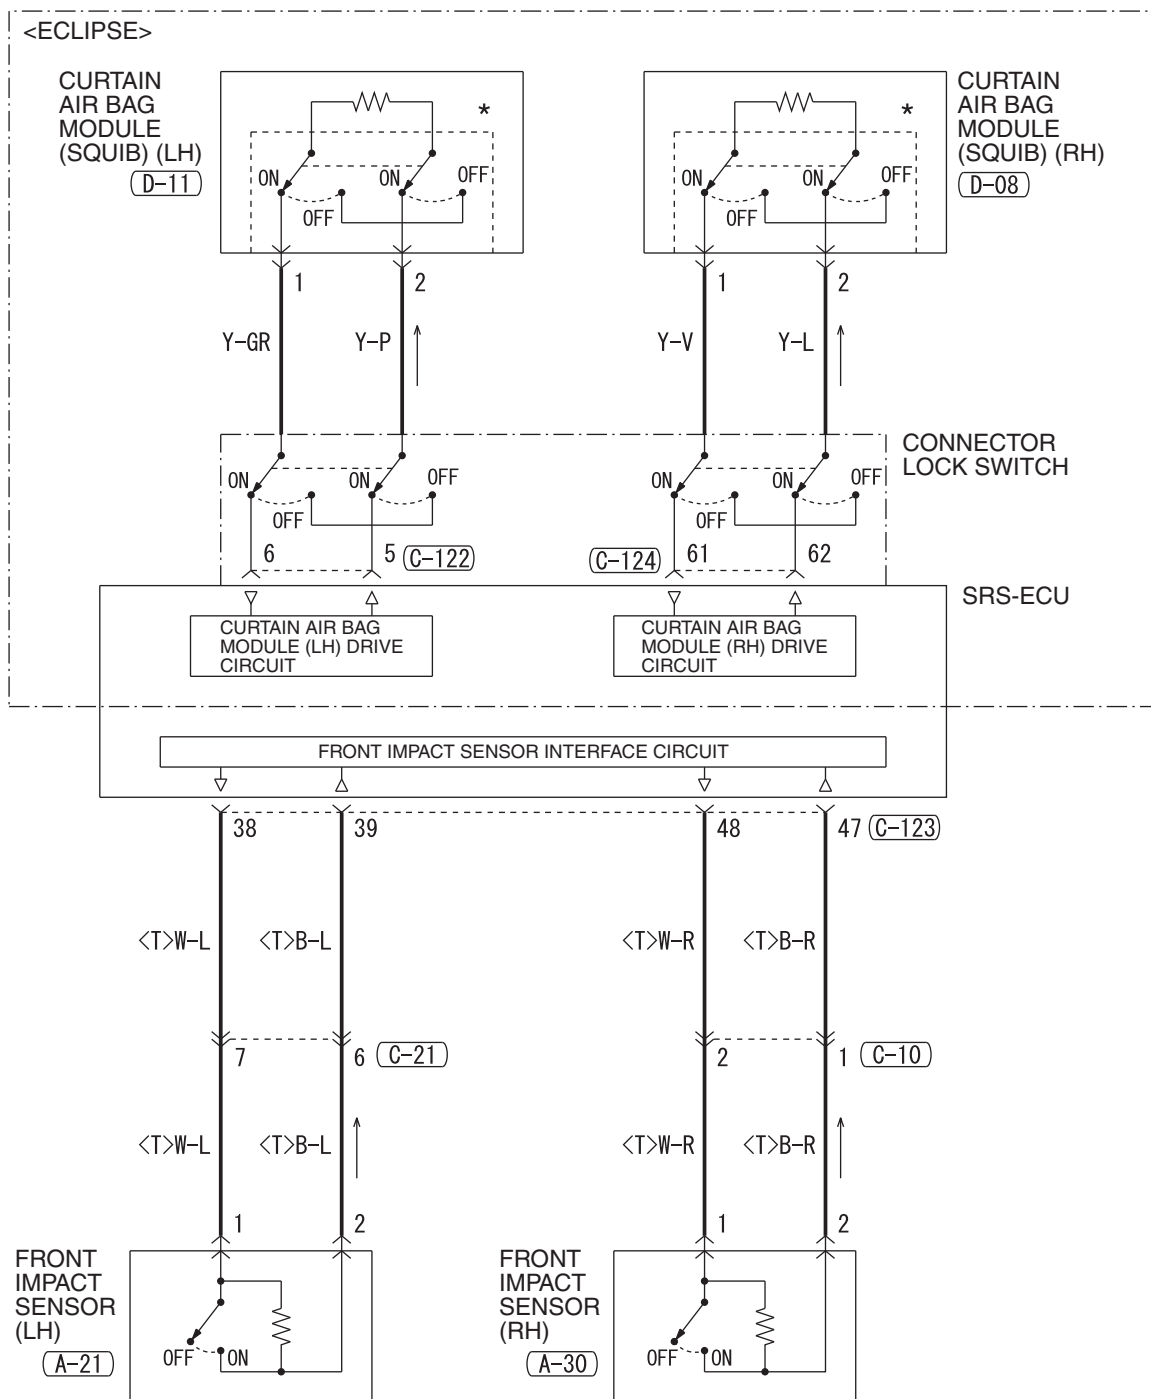 <ECLIPSE>
CURTAIN
AIR BAG
MODULE
(SQUIB) (LH)
D-11
*
ON
OFF
ON
OFF
*
ON
OFF
ON
OFF
CURTAIN
AIR BAG
MODULE
(SQUIB) (RH)
D-08
1
2
1
2
Y-GR
Y-P
Y-V
Y-L
CONNECTOR
LOCK SWITCH
ON
OFF
ON
OFF
ON
OFF
ON
OFF
6
5
C-122
C-124
61
62
SRS-ECU
CURTAIN AIR BAG
MODULE (LH) DRIVE
CIRCUIT
CURTAIN AIR BAG
MODULE (RH) DRIVE
CIRCUIT
FRONT IMPACT SENSOR INTERFACE CIRCUIT
38
39
48
47
C-123
<T>W-L
<T>B-L
<T>W-R
<T>B-R
7
6
C-21
2
1
C-10
<T>W-L
<T>B-L
<T>W-R
<T>B-R
1
2
1
2
FRONT
IMPACT
SENSOR
(LH)
A-21
OFF
ON
FRONT
IMPACT
SENSOR
(RH)
A-30
OFF
ON